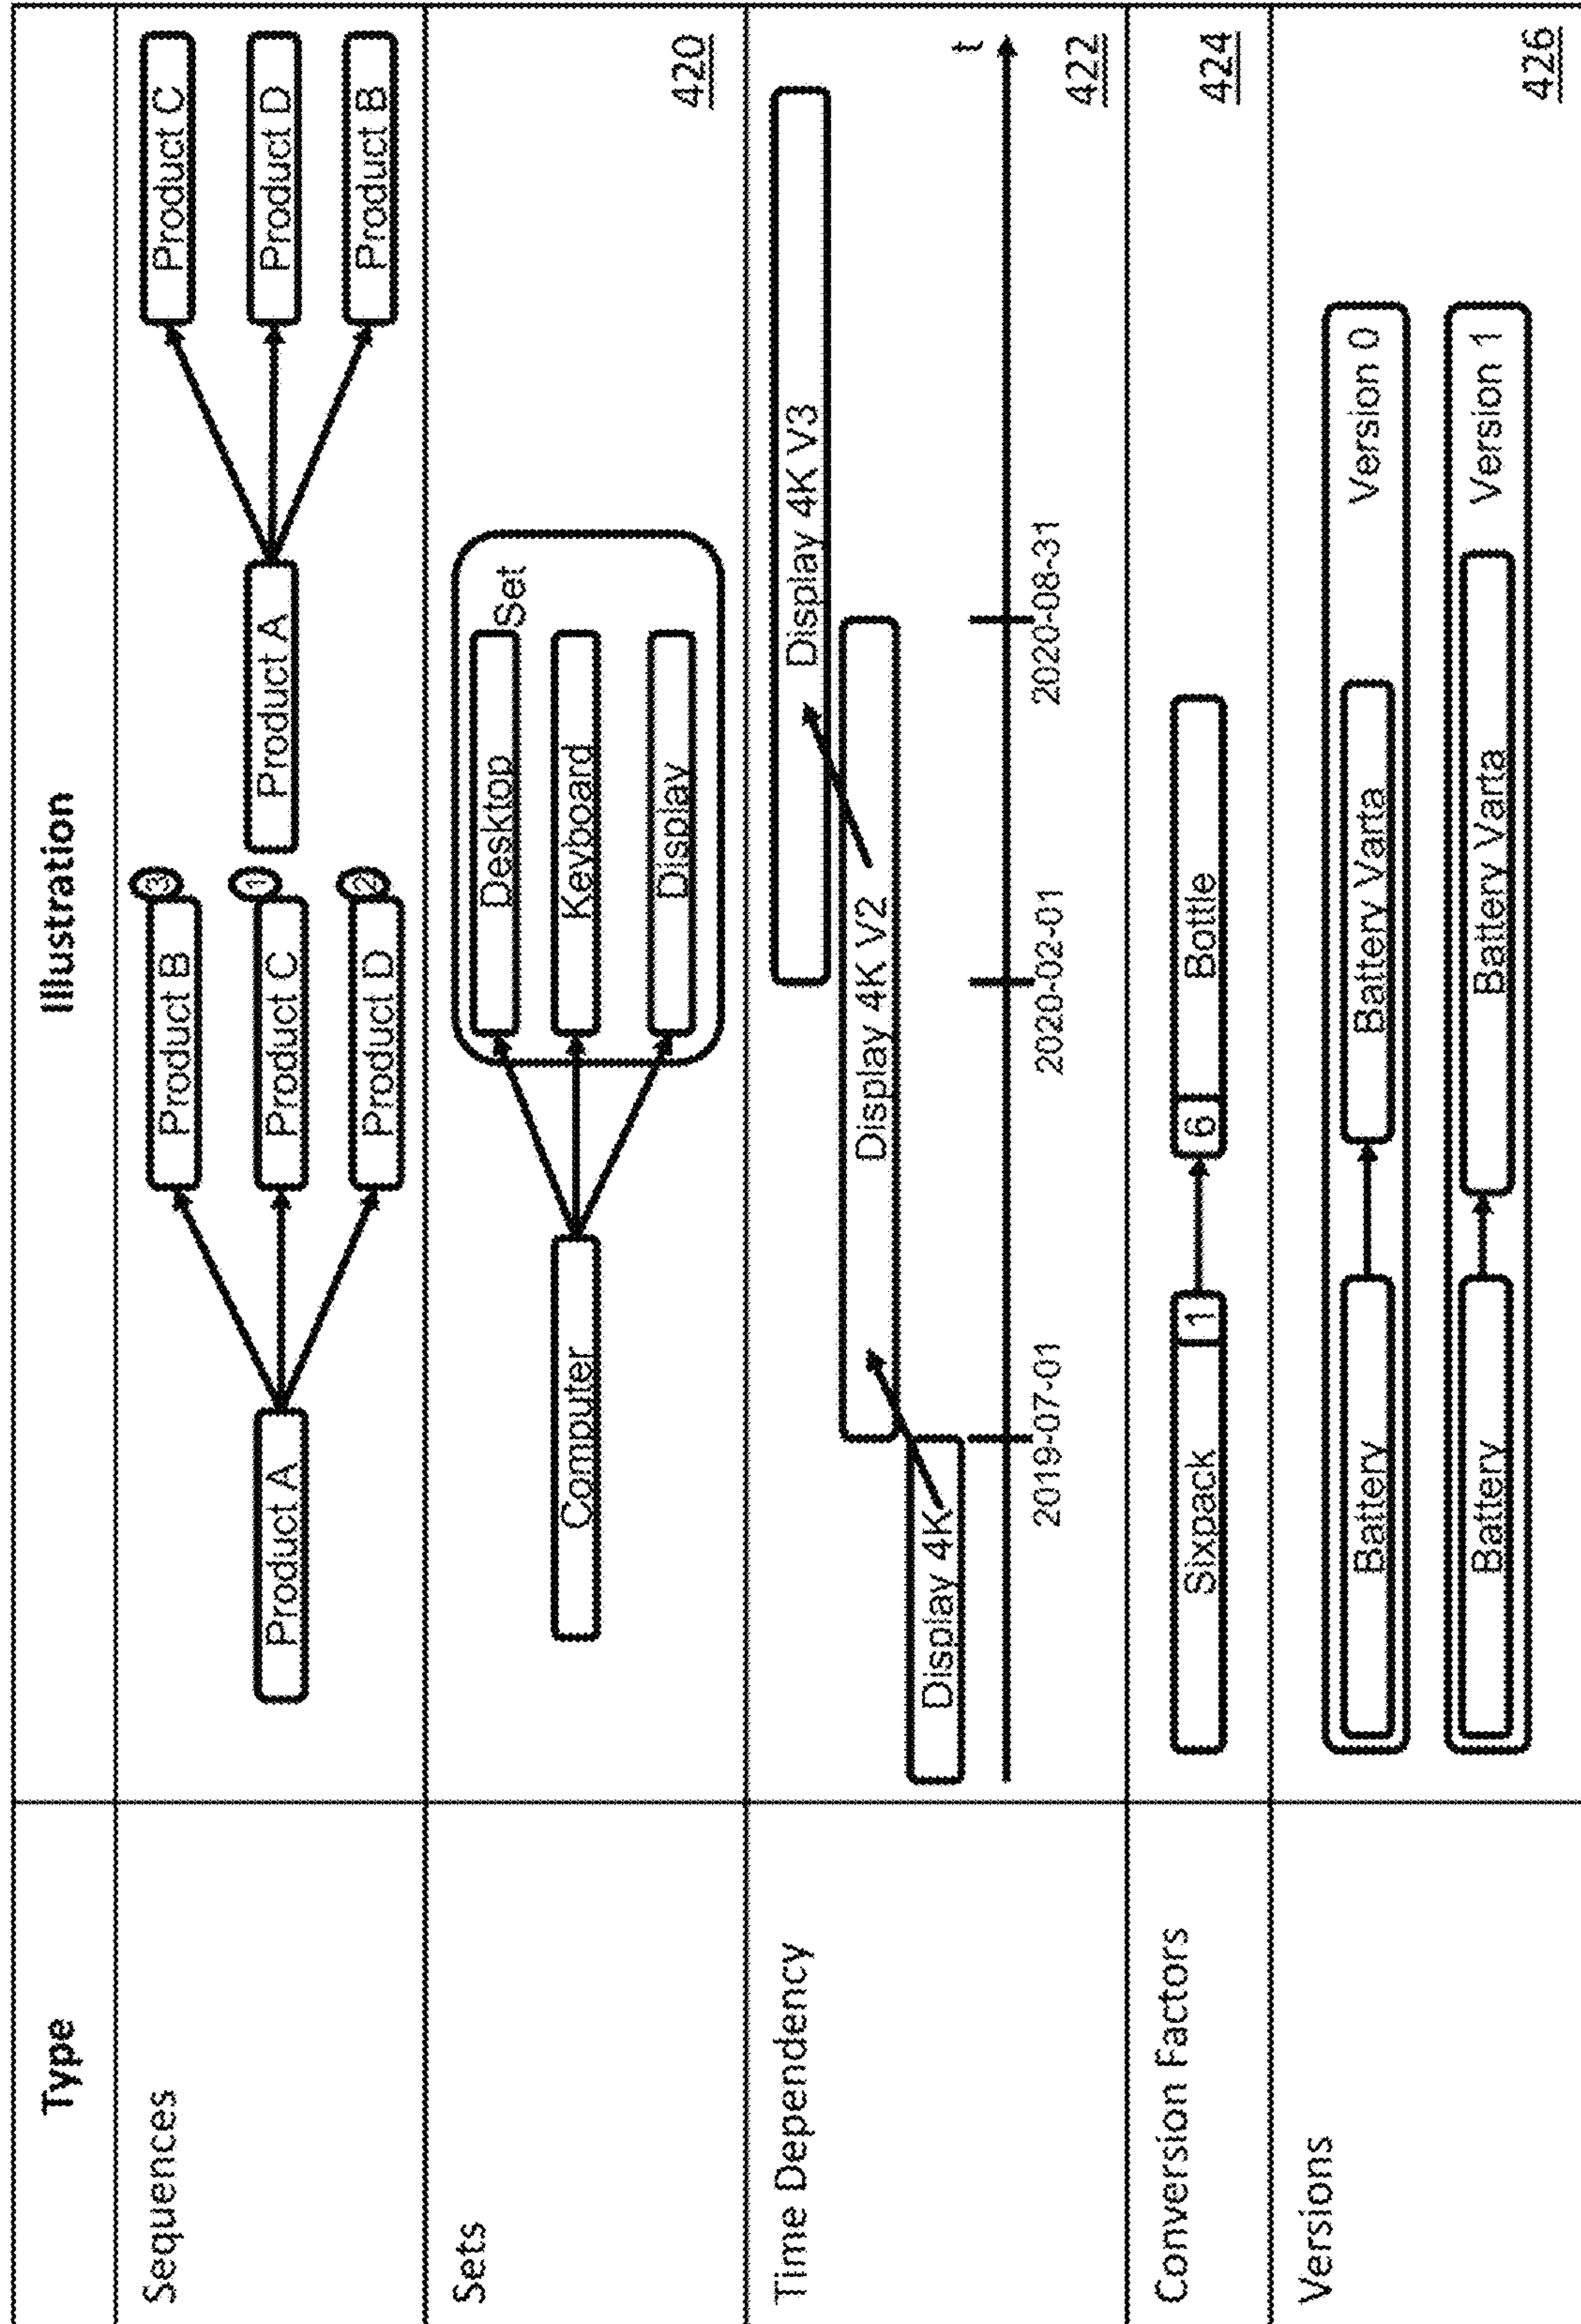 Type
Illustration
Sequences
Product A
Product B
3
Product C
1
Product D
2
Product A
Product C
Product D
Product B
Sets
Computer
Set
Desktop
Keyboard
Display
420
Time Dependency
Display 4K
Display 4K V2
Display 4K V3
t
2019-07-01
2020-02-01
2020-08-31
422
Conversion Factors
Sixpack 1
6 Bottle
424
Versions
Battery
Battery Varta
Version 0
Battery
Battery Varta
Version 1
426